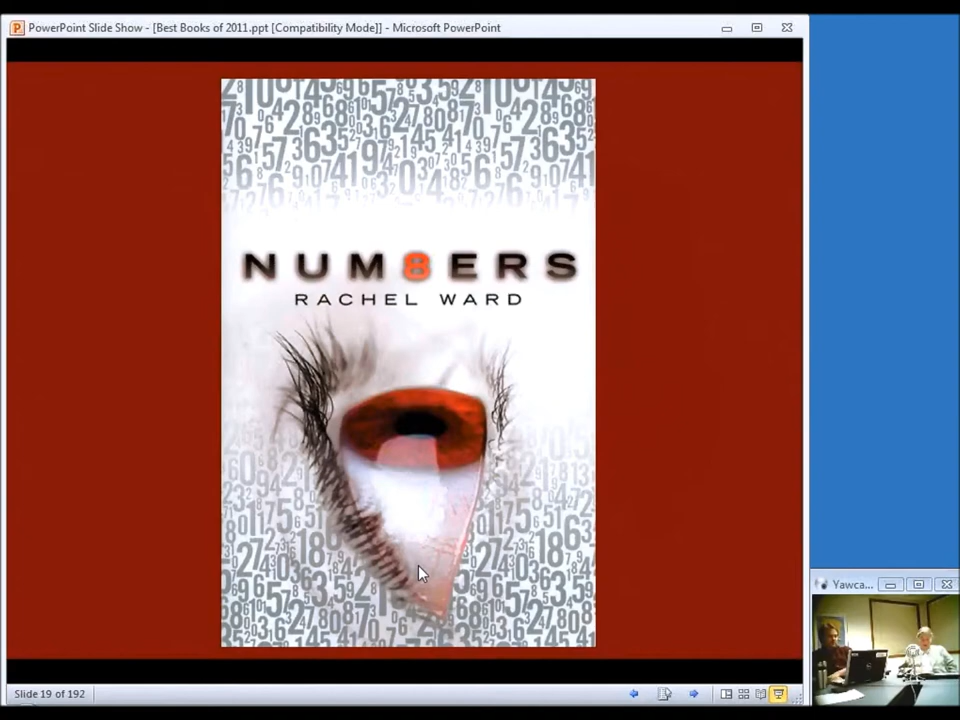 PowerPoint Slide Show - [Best Books of 2011.ppt [Compatibility Mode]] - Microsoft PowerPoint
NUM8ERS
RACHEL WARD
Yawca...
Slide 19 of 192